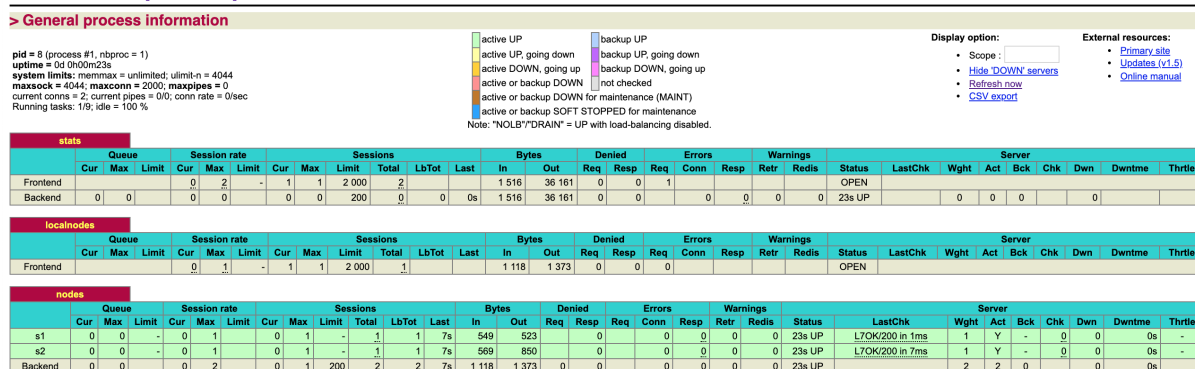 > General process information
pid = 8 (process #1, nbproc = 1)
uptime = 0d 0h00m23s
system limits: memmax = unlimited; ulimit-n = 4044
maxsock = 4044; maxconn = 2000; maxpipes = 0
current conns = 2; current pipes = 0/0; conn rate = 0/sec
Running tasks: 1/9; idle = 100 %
active UP backup UP
active UP, going down backup UP, going down
active DOWN, going up backup DOWN, going up
active or backup DOWN not checked
active or backup DOWN for maintenance (MAINT)
active or backup SOFT STOPPED for maintenance
Note: "NOLB"/"DRAIN" = UP with load-balancing disabled.
Display option:
• Scope :
• Hide 'DOWN' servers
• Refresh now
• CSV export
External resources:
• Primary site
• Updates (v1.5)
• Online manual
stats
Queue Session rate Sessions Bytes Denied Errors Warnings Server
Cur Max Limit Cur Max Limit Cur Max Limit Total LbTot Last In Out Req Resp Req Conn Resp Retr Redis Status LastChk Wght Act Bck Chk Dwn Dwntme Thrtle
Frontend 0 2 - 1 1 2 000 2 1 516 36 161 0 0 1 OPEN
Backend 0 0 0 0 0 0 200 0 0 0s 1 516 36 161 0 0 0 0 0 0 23s UP 0 0 0 0
localnodes
Queue Session rate Sessions Bytes Denied Errors Warnings Server
Cur Max Limit Cur Max Limit Cur Max Limit Total LbTot Last In Out Req Resp Req Conn Resp Retr Redis Status LastChk Wght Act Bck Chk Dwn Dwntme Thrtle
Frontend 0 1 - 1 1 2 000 1 1 118 1 373 0 0 0 OPEN
nodes
Queue Session rate Sessions Bytes Denied Errors Warnings Server
Cur Max Limit Cur Max Limit Cur Max Limit Total LbTot Last In Out Req Resp Req Conn Resp Retr Redis Status LastChk Wght Act Bck Chk Dwn Dwntme Thrtle
s1 0 0 - 0 1 0 1 - 1 1 7s 549 523 0 0 0 0 0 23s UP L7OK/200 in 1ms 1 Y - 0 0 0s -
s2 0 0 - 0 1 0 1 - 1 1 7s 569 850 0 0 0 0 0 23s UP L7OK/200 in 7ms 1 Y - 0 0 0s -
Backend 0 0 0 2 0 1 200 2 2 7s 1 118 1 373 0 0 0 0 0 0 23s UP 2 2 0 0 0s